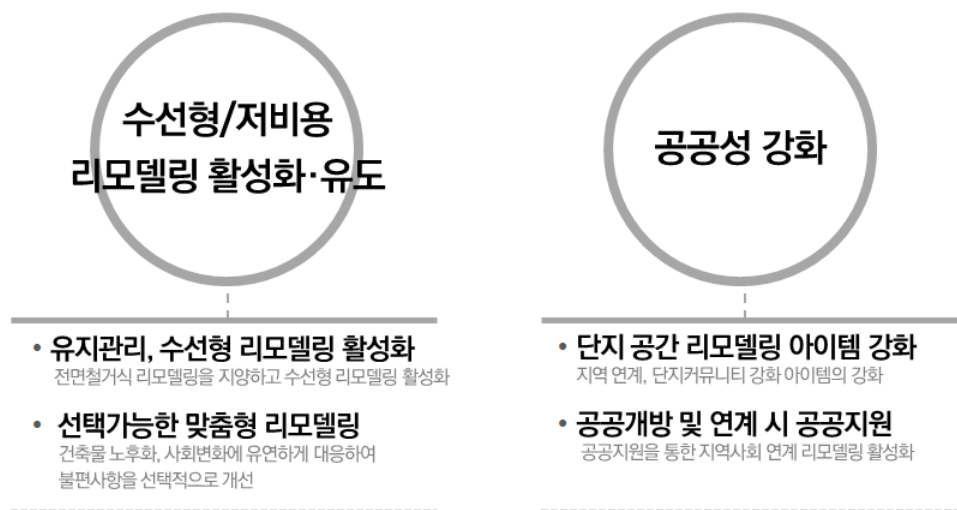 수선형/저비용
리모델링 활성화·유도
유지관리, 수선형 리모델링 활성화
전면철거식 리모델링을 지양하고 수선형 리모델링 활성화
선택가능한 맞춤형 리모델링
건축물 노후화, 사회변화에 유연하게 대응하여
불편사항을 선택적으로 개선
공공성 강화
단지 공간 리모델링 아이템 강화
지역 연계, 단지커뮤니티 강화 아이템의 강화
공공개방 및 연계 시 공공지원
공공지원을 통한 지역사회 연계 리모델링 활성화